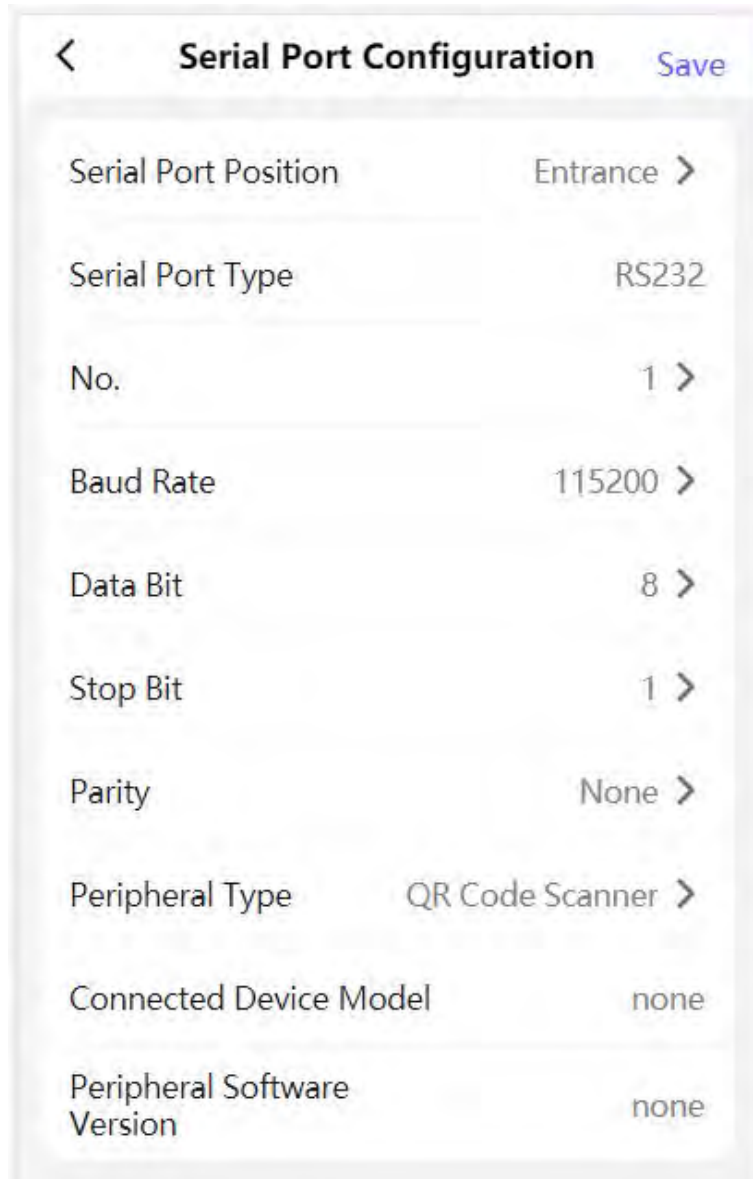 Serial Port Configuration Save
Serial Port Position Entrance
Serial Port Type RS232
No. 1
Baud Rate 115200
Data Bit 8
Stop Bit 1
Parity None
Peripheral Type QR Code Scanner
Connected Device Model none
Peripheral Software
Version none